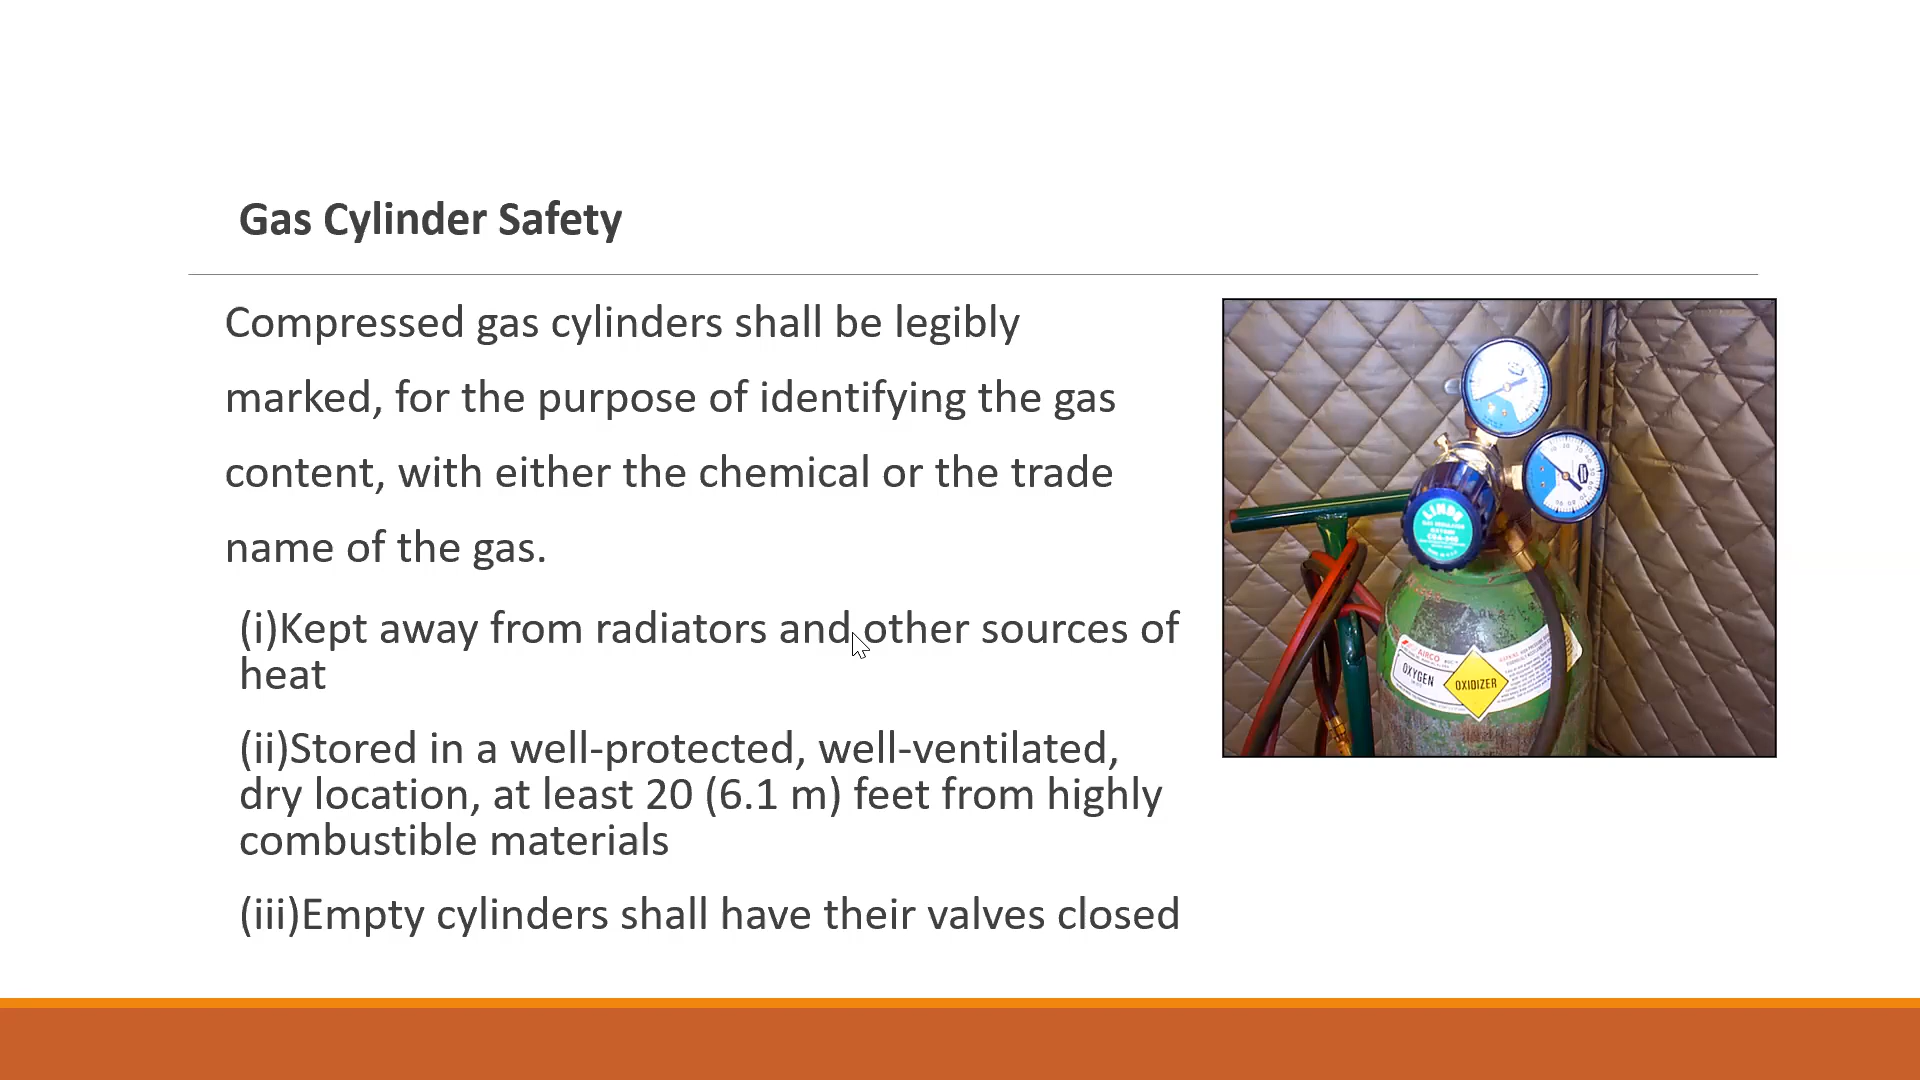 Gas Cylinder Safety
Compressed gas cylinders shall be legibly
marked, for the purpose of identifying the gas
content, with either the chemical or the trade
name of the gas.
(i)Kept away from radiators and other sources of
heat
(ii)Stored in a well-protected, well-ventilated,
dry location, at least 20 (6.1 m) feet from highly
combustible materials
(iii)Empty cylinders shall have their valves closed
LINDE
AIRCO
OXYGEN
OXIDIZER